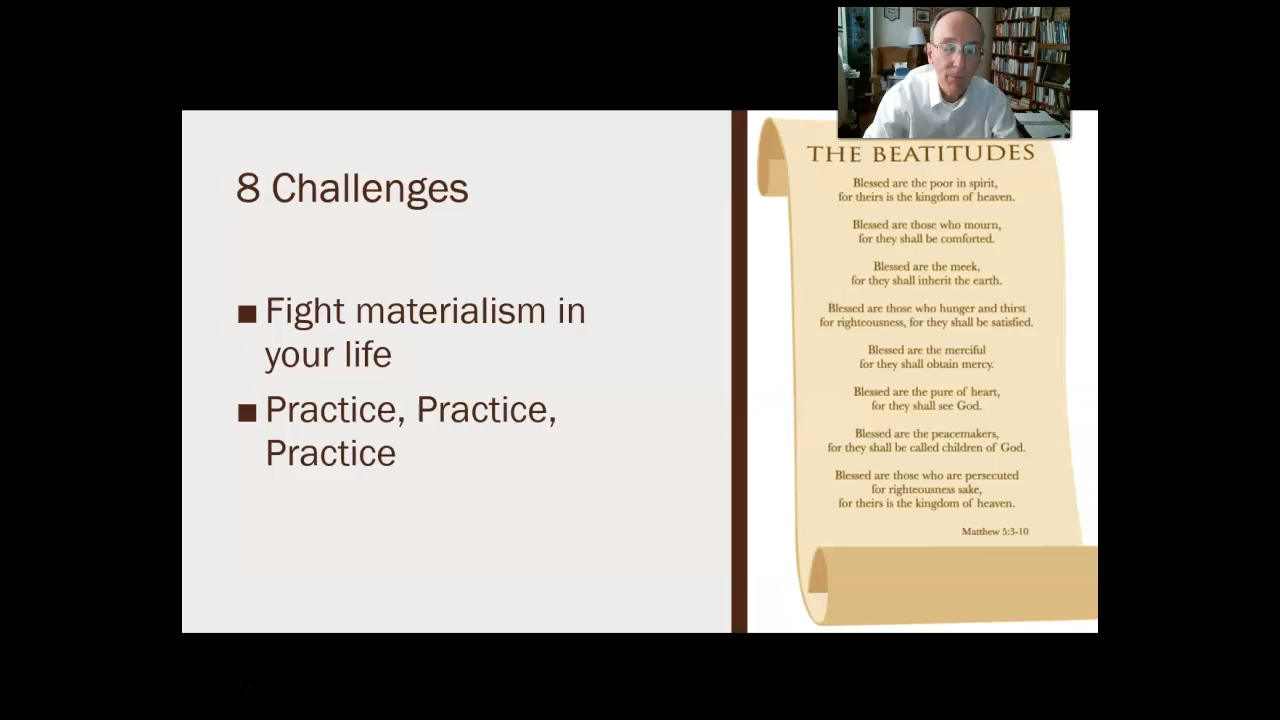 8 Challenges
■ Fight materialism in
your life
■ Practice, Practice,
Practice
THE BEATITUDES
Blessed are the poor in spirit,
for theirs is the kingdom of heaven.
Blessed are those who mourn,
for they shall be comforted.
Blessed are the meek,
for they shall inherit the earth.
Blessed are those who hunger and thirst
for righteousness, for they shall be satisfied.
Blessed are the merciful
for they shall obtain mercy.
Blessed are the pure of heart,
for they shall see God.
Blessed are the peacemakers,
for they shall be called children of God.
Blessed are those who are persecuted
for righteousness sake,
for theirs is the kingdom of heaven.
Matthew 5:3-10